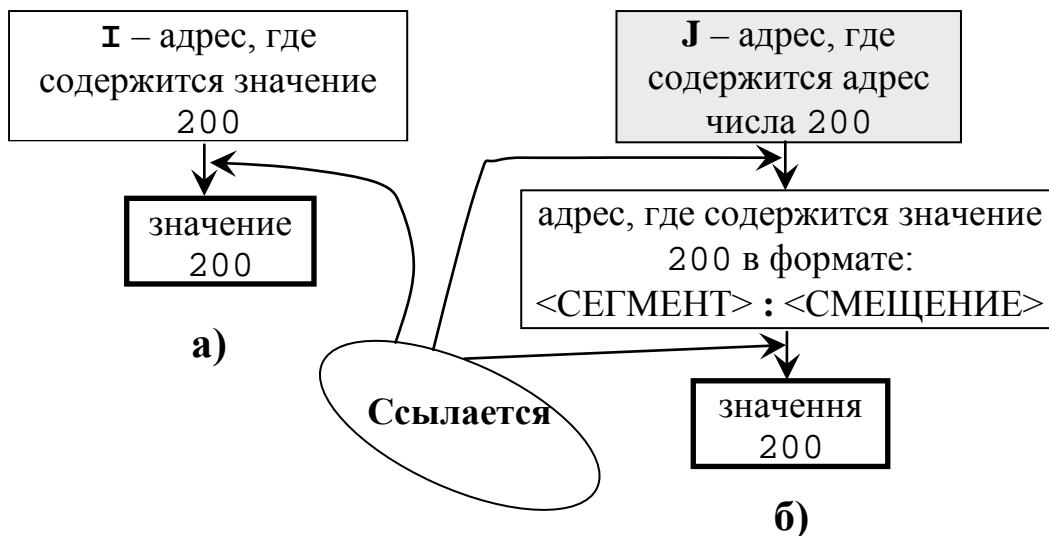 I – адрес, где
содержится значение
200
значение
200
а)
Ссылается
J – адрес, где
содержится адрес
числа 200
адрес, где содержится значение
200 в формате:
<СЕГМЕНТ> : <СМЕЩЕНИЕ>
значення
200
б)